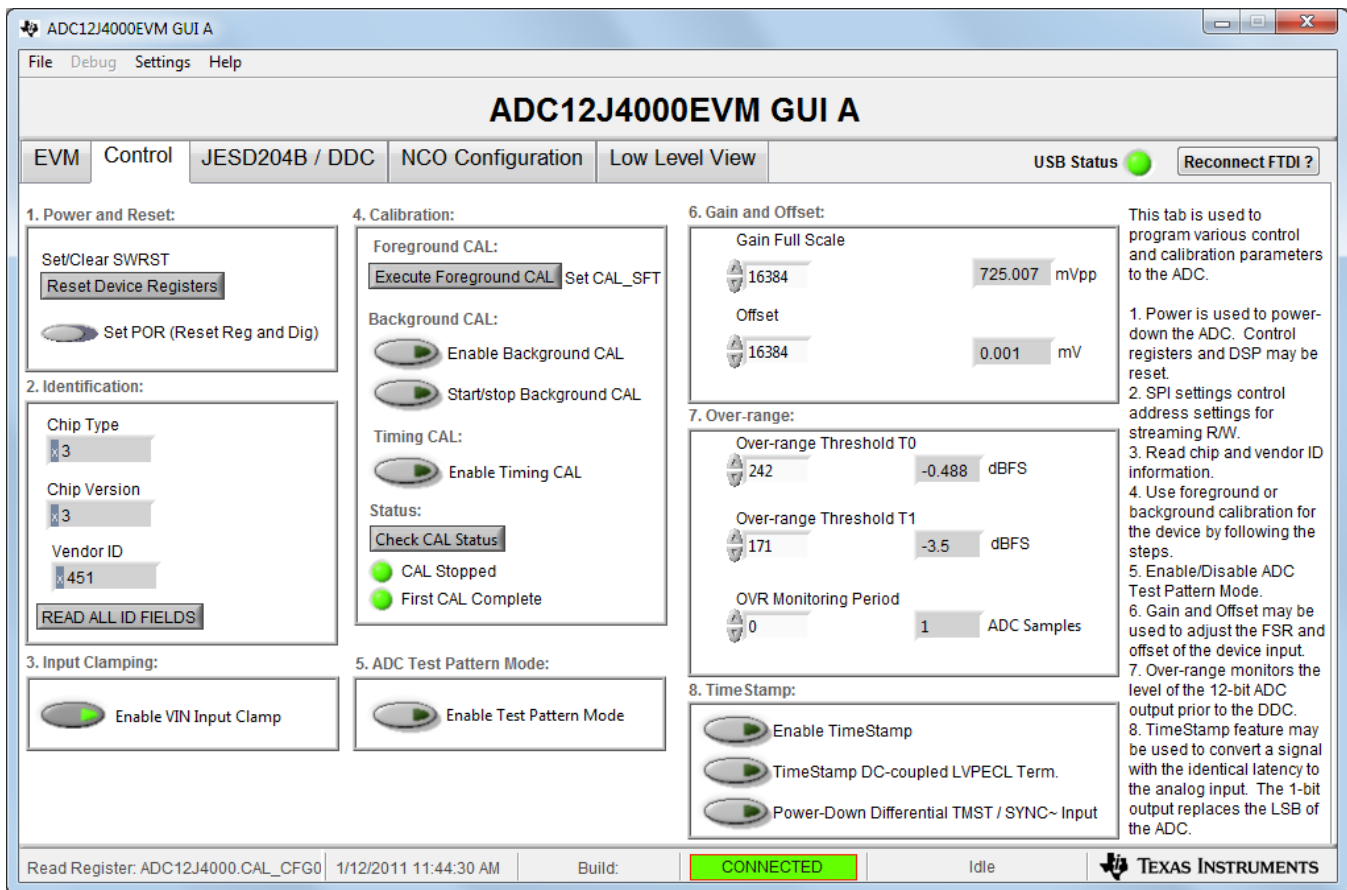 ADC12J4000EVM GUI A
File Debug Settings Help
ADC12J4000EVM GUI A
EVM Control JESD204B / DDC NCO Configuration Low Level View USB Status Reconnect FTDI ?
1. Power and Reset:
Set/Clear SWRST
Reset Device Registers
Set POR (Reset Reg and Dig)
2. Identification:
Chip Type
x 3
Chip Version
x 3
Vendor ID
x 451
READ ALL ID FIELDS
3. Input Clamping:
Enable VIN Input Clamp
4. Calibration:
Foreground CAL:
Execute Foreground CAL Set CAL_SFT
Background CAL:
Enable Background CAL
Start/stop Background CAL
Timing CAL:
Enable Timing CAL
Status:
Check CAL Status
CAL Stopped
First CAL Complete
5. ADC Test Pattern Mode:
Enable Test Pattern Mode
6. Gain and Offset:
Gain Full Scale
16384 725.007 mVpp
Offset
16384 0.001 mV
7. Over-range:
Over-range Threshold T0
242 -0.488 dBFS
Over-range Threshold T1
171 -3.5 dBFS
OVR Monitoring Period
0 1 ADC Samples
8. TimeStamp:
Enable TimeStamp
TimeStamp DC-coupled LVPECL Term.
Power-Down Differential TMST / SYNC~ Input
This tab is used to
program various control
and calibration parameters
to the ADC.
1. Power is used to power-
down the ADC. Control
registers and DSP may be
reset.
2. SPI settings control
address settings for
streaming R/W.
3. Read chip and vendor ID
information.
4. Use foreground or
background calibration for
the device by following the
steps.
5. Enable/Disable ADC
Test Pattern Mode.
6. Gain and Offset may be
used to adjust the FSR and
offset of the device input.
7. Over-range monitors the
level of the 12-bit ADC
output prior to the DDC.
8. TimeStamp feature may
be used to convert a signal
with the identical latency to
the analog input. The 1-bit
output replaces the LSB of
the ADC.
Read Register: ADC12J4000.CAL_CFG0 1/12/2011 11:44:30 AM Build: CONNECTED Idle TEXAS INSTRUMENTS